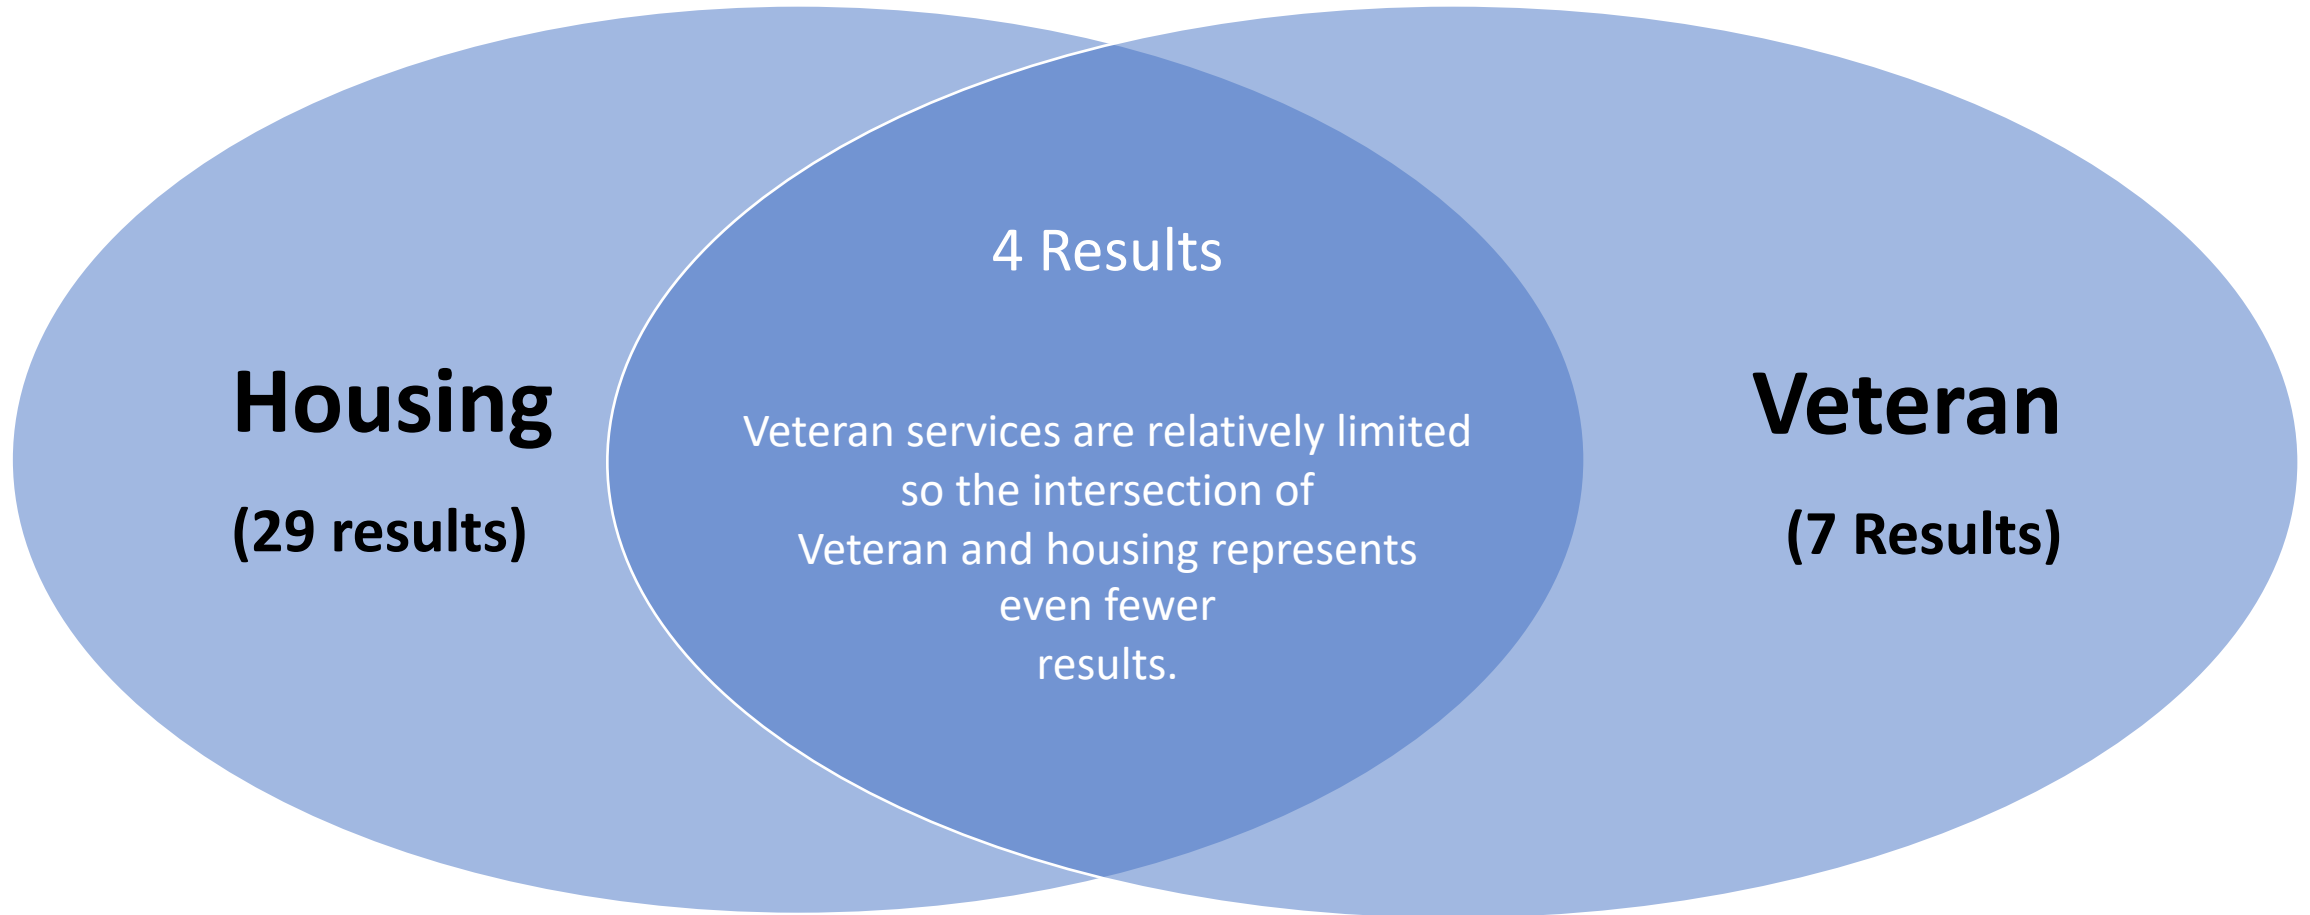 Housing
(29 results)
4 Results
Veteran services are relatively limited
so the intersection of
Veteran and housing represents
even fewer
results.
Veteran
(7 Results)